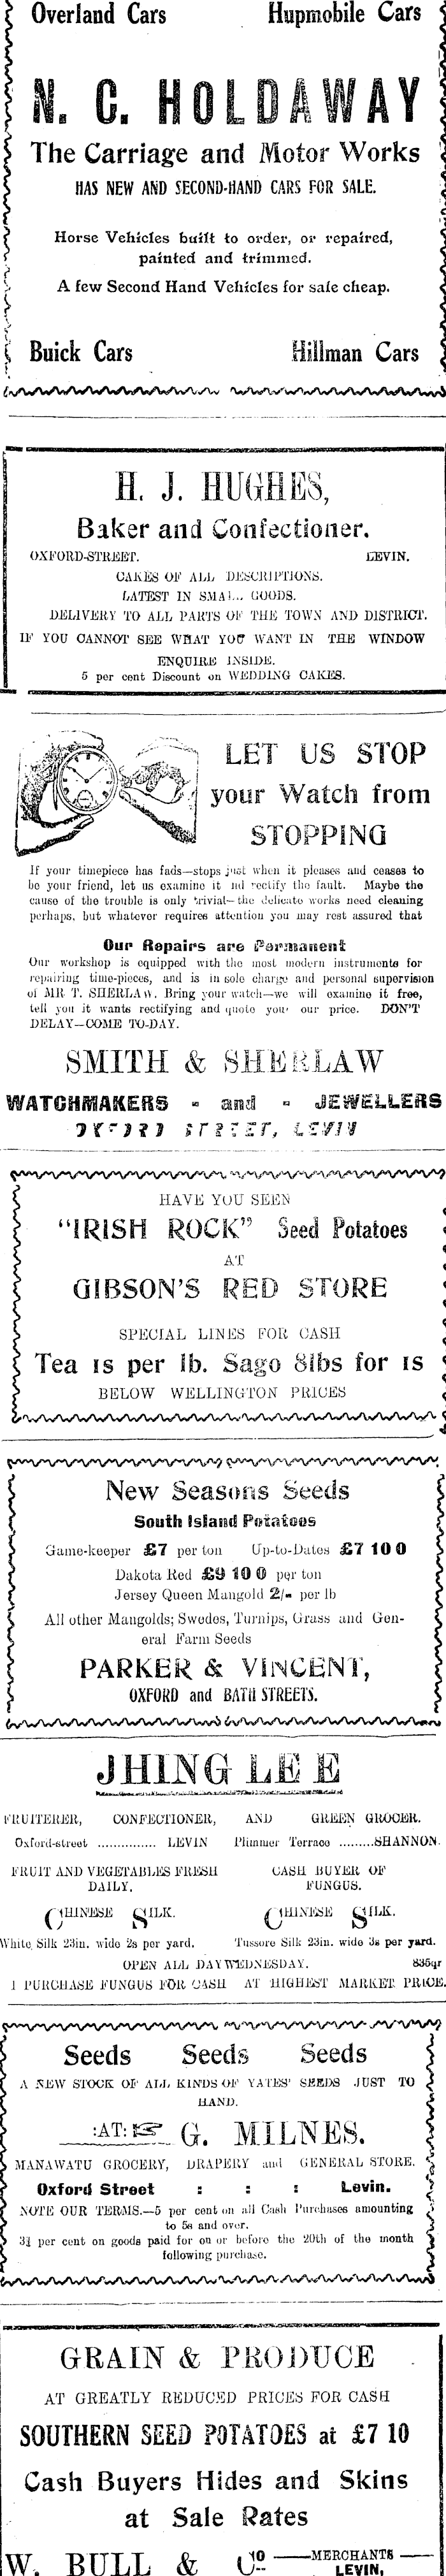 Overland Cars Hupmobile Cars
N. C. HOLDAWAY
The Carriage and Motor Works
HAS NEW AND SECOND-HAND CARS FOR SALE.
Horse Vehicles built to order, or repaired,
painted and trimmed.
A few Second Hand Vehicles for sale cheap.
Buick Cars Hillman Cars
H. J. HUGHES,
Baker and Confectioner.
OXFORD-STREET. LEVIN.
CAKES OF ALL DESCRIPTIONS.
LATEST IN SMALL GOODS.
DELIVERY TO ALL PARTS OF THE TOWN AND DISTRICT.
IF YOU CANNOT SEE WHAT YOU WANT IN THE WINDOW
ENQUIRE INSIDE.
5 per cent Discount on WEDDING CAKES.
LET US STOP
your Watch from
STOPPING
If your timepiece has fads—stops just when it pleases and ceases to
be your friend, let us examine it and rectify the fault. Maybe the
cause of the trouble is only trivial—the delicate works need cleaning
perhaps, but whatever requires attention you may rest assured that
Our Repairs are Permanent
Our workshop is equipped with the most modern instruments for
repairing time-pieces, and is in sole charge and personal supervision
of MR T. SHERLAW. Bring your watch—we will examine it free,
tell you it wants rectifying and quote you our price. DON'T
DELAY—COME TO-DAY.
SMITH & SHERLAW
WATCHMAKERS - and - JEWELLERS
OXFORD STREET, LEVIN
HAVE YOU SEEN
"IRISH ROCK" Seed Potatoes
AT
GIBSON'S RED STORE
SPECIAL LINES FOR CASH
Tea 1s per lb. Sago 8lbs for 1s
BELOW WELLINGTON PRICES
New Seasons Seeds
South Island Potatoes
Game-keeper £7 per ton Up-to-Dates £7 10 0
Dakota Red £9 10 0 per ton
Jersey Queen Mangold 2/- per lb
All other Mangolds; Swedes, Turnips, Grass and Gen-
eral Farm Seeds
PARKER & VINCENT,
OXFORD and BATH STREETS.
JHING LEE
FRUITERER, CONFECTIONER, AND GREEN GROCER.
Oxford-street ............... LEVIN Plimmer Terrace .........SHANNON.
FRUIT AND VEGETABLES FRESH DAILY. CASH BUYER OF FUNGUS.
CHINESE SILK. CHINESE SILK.
White Silk 23in. wide 2s per yard. Tussore Silk 23in. wide 3s per yard.
OPEN ALL DAY WEDNESDAY. 835qr
I PURCHASE FUNGUS FOR CASH AT HIGHEST MARKET PRICE.
Seeds Seeds Seeds
A NEW STOCK OF ALL KINDS OF YATES' SEEDS JUST TO
HAND.
:AT: ☞ G. MILNES.
MANAWATU GROCERY, DRAPERY and GENERAL STORE.
Oxford Street : : : Levin.
NOTE OUR TERMS.—5 per cent on all Cash Purchases amounting
to 5s and over.
3¾ per cent on goods paid for on or before the 20th of the month
following purchase.
GRAIN & PRODUCE
AT GREATLY REDUCED PRICES FOR CASH
SOUTHERN SEED POTATOES at £7 10
Cash Buyers Hides and Skins
at Sale Rates
W. BULL & CO MERCHANTS
LEVIN,